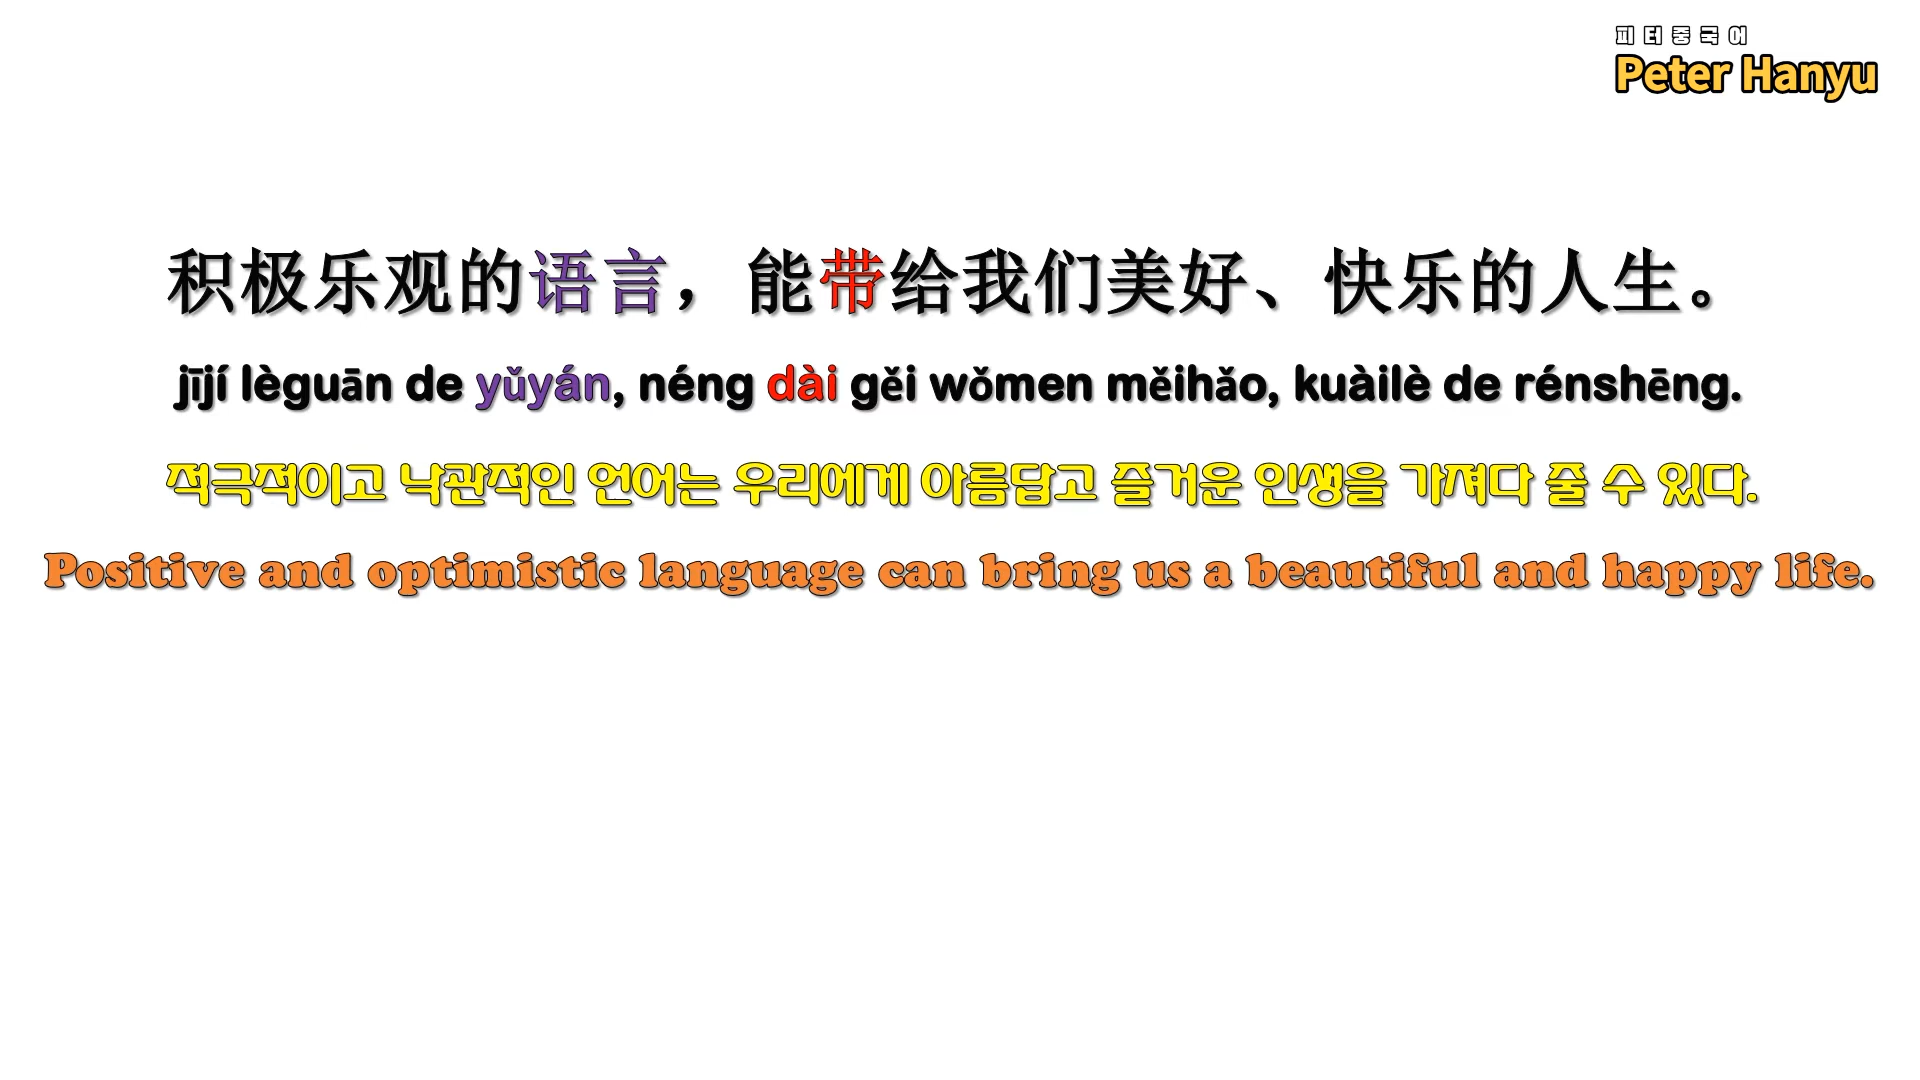 피터중국어
Peter Hanyu
积极乐观的语言，能带给我们美好、快乐的人生。
jījí lèguān de yǔyán, néng dài gěi wǒmen měihǎo, kuàilè de rénshēng.
적극적이고 낙관적인 언어는 우리에게 아름답고 즐거운 인생을 가져다 줄 수 있다.
Positive and optimistic language can bring us a beautiful and happy life.